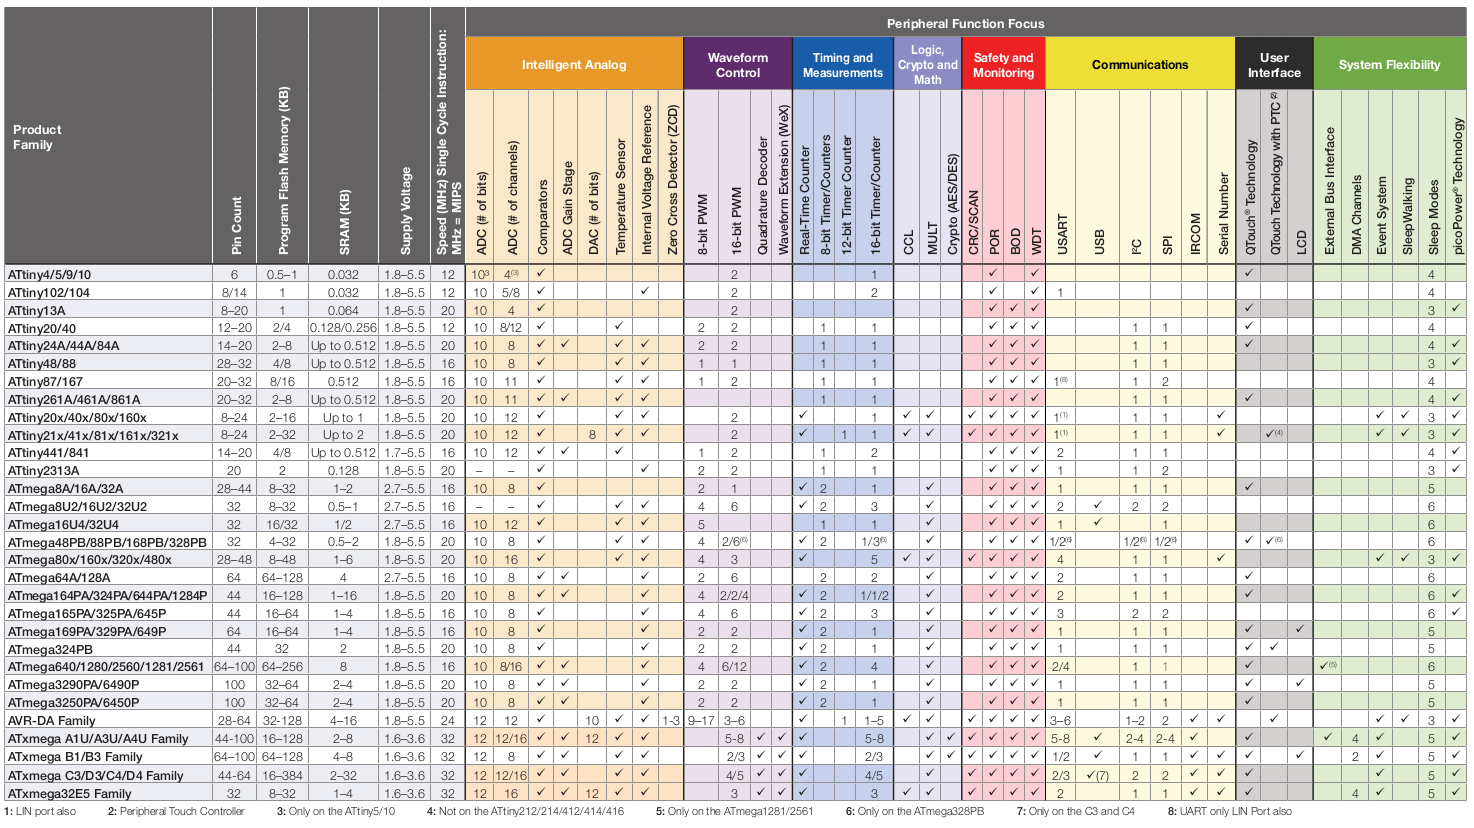 Peripheral Function Focus
Intelligent Analog
Waveform Control
Timing and Measurements
Logic, Crypto and Math
Safety and Monitoring
Communications
User Interface
System Flexibility
Product Family
Pin Count
Program Flash Memory (KB)
SRAM (KB)
Supply Voltage
Speed (MHz) Single Cycle Instruction: MHz = MIPS
ADC (# of bits)
ADC (# of channels)
Comparators
ADC Gain Stage
DAC (# of bits)
Temperature Sensor
Internal Voltage Reference
Zero Cross Detector (ZCD)
8-bit PWM
16-bit PWM
Quadrature Decoder
Waveform Extension (WeX)
Real-Time Counter
8-bit Timer/Counters
12-bit Timer Counter
16-bit Timer/Counter
CCL
MULT
Crypto (AES/DES)
CRC/SCAN
POR
BOD
WDT
USART
USB
I²C
SPI
IRCOM
Serial Number
QTouch® Technology
QTouch Technology with PTC (2)
LCD
External Bus Interface
DMA Channels
Event System
SleepWalking
Sleep Modes
picoPower® Technology
ATtiny4/5/9/10 6 0.5–1 0.032 1.8–5.5 12 10³ 4(3) ✓ 2 1 ✓ ✓ ✓ 4
ATtiny102/104 8/14 1 0.032 1.8–5.5 12 10 5/8 ✓ ✓ 2 2 ✓ ✓ 1 4
ATtiny13A 8–20 1 0.064 1.8–5.5 20 10 4 ✓ 2 ✓ ✓ ✓ ✓ 3 ✓
ATtiny20/40 12–20 2/4 0.128/0.256 1.8–5.5 12 10 8/12 ✓ ✓ 2 2 1 1 ✓ ✓ ✓ 1 1 ✓ 4
ATtiny24A/44A/84A 14–20 2–8 Up to 0.512 1.8–5.5 20 10 8 ✓ ✓ ✓ ✓ 2 2 1 1 ✓ ✓ ✓ 1 1 ✓ 4 ✓
ATtiny48/88 28–32 4/8 Up to 0.512 1.8–5.5 16 10 8 ✓ ✓ ✓ 1 1 1 1 ✓ ✓ ✓ 1 1 3 ✓
ATtiny87/167 20–32 8/16 0.512 1.8–5.5 16 10 11 ✓ ✓ ✓ 1 2 1 1 ✓ ✓ ✓ 1(8) 1 2 4
ATtiny261A/461A/861A 20–32 2–8 Up to 0.512 1.8–5.5 20 10 11 ✓ ✓ ✓ ✓ 1 1 ✓ ✓ ✓ 1 1 ✓ 4 ✓
ATtiny20x/40x/80x/160x 8–24 2–16 Up to 1 1.8–5.5 20 10 12 ✓ ✓ ✓ 2 ✓ 1 ✓ ✓ ✓ ✓ ✓ ✓ 1(1) 1 1 ✓ ✓ ✓ 3 ✓
ATtiny21x/41x/81x/161x/321x 8–24 2–32 Up to 2 1.8–5.5 20 10 12 ✓ 8 ✓ ✓ 2 ✓ 1 1 ✓ ✓ ✓ ✓ ✓ ✓ 1(1) 1 1 ✓ ✓(4) ✓ ✓ 3 ✓
ATtiny441/841 14–20 4/8 Up to 0.512 1.7–5.5 16 10 12 ✓ ✓ ✓ 1 2 1 2 ✓ ✓ ✓ 2 1 1 4 ✓
ATtiny2313A 20 2 0.128 1.8–5.5 20 – – ✓ ✓ 2 2 1 1 ✓ ✓ ✓ 1 1 2 3 ✓
ATmega8A/16A/32A 28–44 8–32 1–2 2.7–5.5 16 10 8 ✓ 2 1 ✓ 2 1 ✓ ✓ ✓ ✓ 1 1 1 ✓ 5
ATmega8U2/16U2/32U2 32 8–32 0.5–1 2.7–5.5 16 – – ✓ ✓ ✓ 4 6 ✓ 2 3 ✓ ✓ ✓ ✓ 2 ✓ 2 2 6
ATmega16U4/32U4 32 16/32 1/2 2.7–5.5 16 10 12 ✓ ✓ ✓ 5 1 1 ✓ ✓ ✓ ✓ 1 ✓ 1 6
ATmega48PB/88PB/168PB/328PB 32 4–32 0.5–2 1.8–5.5 20 10 8 ✓ ✓ ✓ 4 2/6(6) ✓ 2 1/3(6) ✓ ✓ ✓ ✓ 1/2(6) 1/2(6) 1/2(6) ✓ ✓(6) 6
ATmega80x/160x/320x/480x 28–48 8–48 1–6 1.8–5.5 20 10 16 ✓ ✓ ✓ 4 3 ✓ 5 ✓ ✓ ✓ ✓ ✓ ✓ 4 1 1 ✓ ✓ ✓ 3 ✓
ATmega64A/128A 64 64–128 4 2.7–5.5 16 10 8 ✓ ✓ ✓ 2 6 2 2 ✓ ✓ ✓ ✓ 2 1 1 ✓ 6
ATmega164PA/324PA/644PA/1284P 44 16–128 1–16 1.8–5.5 20 10 8 ✓ ✓ ✓ 4 2/2/4 ✓ 2 1/1/2 ✓ ✓ ✓ ✓ 2 1 1 ✓ 6 ✓
ATmega165PA/325PA/645P 44 16–64 1–4 1.8–5.5 16 10 8 ✓ ✓ 4 6 ✓ 2 3 ✓ ✓ ✓ ✓ 3 2 2 6 ✓
ATmega169PA/329PA/649P 64 16–64 1–4 1.8–5.5 16 10 8 ✓ ✓ 2 2 ✓ 2 1 ✓ ✓ ✓ ✓ 1 1 1 ✓ ✓ 5
ATmega324PB 44 32 2 1.8–5.5 20 10 8 ✓ ✓ 2 2 ✓ 2 1 ✓ ✓ ✓ ✓ 1 1 1 ✓ ✓ 5
ATmega640/1280/2560/1281/2561 64–100 64–256 8 1.8–5.5 16 10 8/16 ✓ ✓ ✓ 4 6/12 ✓ 2 4 ✓ ✓ ✓ ✓ 2/4 1 1 ✓ ✓(5) 6
ATmega3290PA/6490P 100 32–64 2–4 1.8–5.5 20 10 8 ✓ ✓ ✓ 2 2 ✓ 2 1 ✓ ✓ ✓ ✓ 1 1 1 ✓ ✓ 5
ATmega3250PA/6450P 100 32–64 2–4 1.8–5.5 20 10 8 ✓ ✓ ✓ 2 2 ✓ 2 1 ✓ ✓ ✓ ✓ 1 1 1 ✓ 5
AVR-DA Family 28-64 32-128 4–16 1.8–5.5 24 12 12 ✓ 10 ✓ ✓ 1-3 9–17 3–6 ✓ 1 1–5 ✓ ✓ ✓ ✓ ✓ ✓ 3–6 1–2 2 ✓ ✓ ✓ ✓ ✓ 3 ✓
ATxmega A1U/A3U/A4U Family 44-100 16–128 2–8 1.6–3.6 32 12 12/16 ✓ ✓ 12 ✓ ✓ 5-8 ✓ ✓ ✓ 5-8 ✓ ✓ ✓ ✓ ✓ ✓ 5-8 ✓ 2-4 2-4 ✓ ✓ ✓ ✓ 4 ✓ 5 ✓
ATxmega B1/B3 Family 64–100 64–128 4–8 1.6–3.6 32 12 8 ✓ ✓ ✓ ✓ 2/3 ✓ ✓ ✓ 2/3 ✓ ✓ ✓ ✓ ✓ ✓ 1/2 ✓ 1 1 ✓ ✓ ✓ ✓ 2 ✓ 5 ✓
ATxmega C3/D3/C4/D4 Family 44-64 16–384 2–32 1.6–3.6 32 12 12/16 ✓ ✓ ✓ ✓ 4/5 ✓ ✓ ✓ 4/5 ✓ ✓ ✓ ✓ ✓ 2/3 ✓(7) 2 2 ✓ ✓ ✓ ✓ 5 ✓
ATxmega32E5 Family 32 8–32 1–4 1.6–3.6 32 12 16 ✓ ✓ 12 ✓ ✓ 3 ✓ ✓ ✓ 3 ✓ ✓ ✓ ✓ ✓ ✓ 2 1 1 ✓ ✓ ✓ 4 ✓ 5 ✓
1: LIN port also 2: Peripheral Touch Controller 3: Only on the ATtiny5/10 4: Not on the ATtiny212/214/412/414/416 5: Only on the ATmega1281/2561 6: Only on the ATmega328PB 7: Only on the C3 and C4 8: UART only LIN Port also